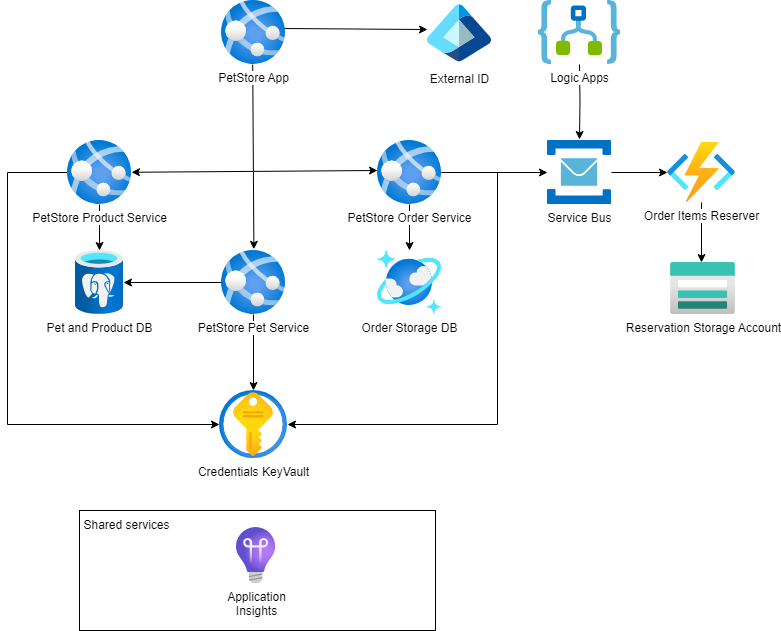 PetStore App
External ID
Logic Apps
PetStore Product Service
PetStore Order Service
Service Bus
Order Items Reserver
Pet and Product DB
PetStore Pet Service
Order Storage DB
Reservation Storage Account
Credentials KeyVault
Shared services
Application
Insights